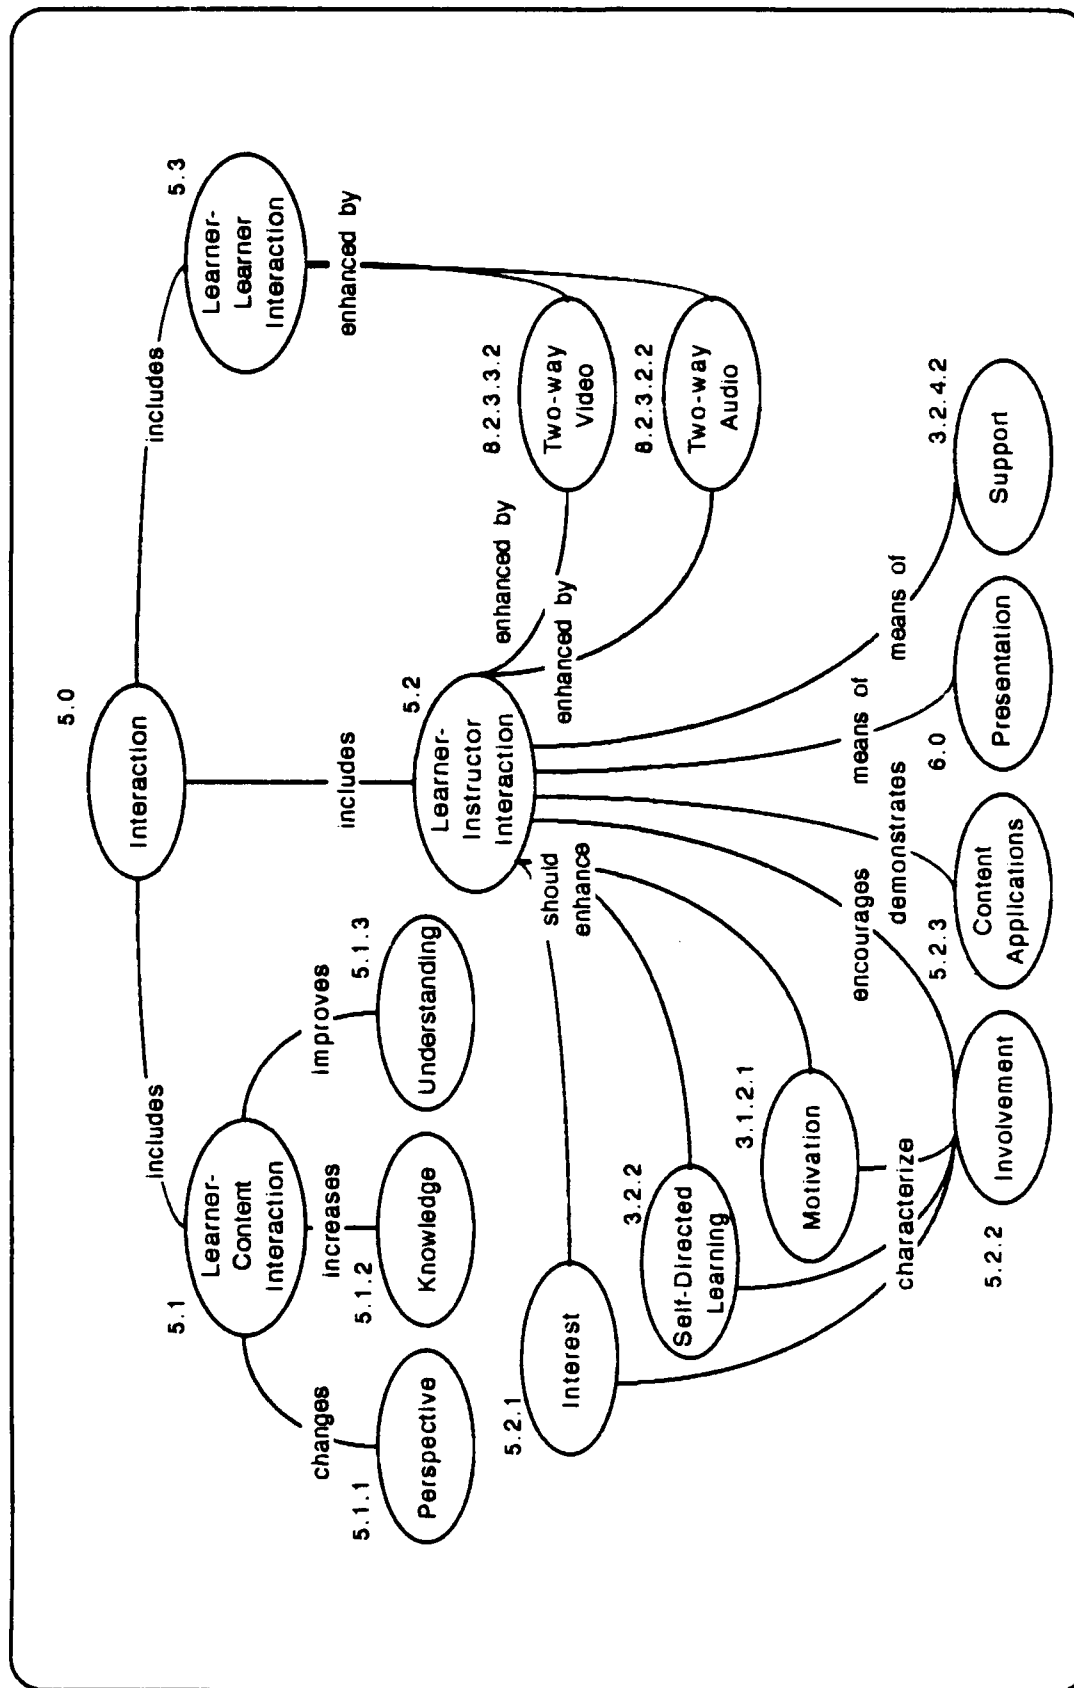 5.0
Interaction
includes
includes
includes
5.1
Learner-
Content
Interaction
5.2
Learner-
Instructor
Interaction
5.3
Learner-
Learner
Interaction
changes
increases
improves
5.1.1
Perspective
5.1.2
Knowledge
5.1.3
Understanding
should
enhance
enhanced by
enhanced by
enhanced by
8.2.3.3.2
Two-way
Video
8.2.3.2.2
Two-way
Audio
5.2.1
Interest
3.2.2
Self-Directed
Learning
3.1.2.1
Motivation
characterize
encourages
demonstrates
means of
means of
5.2.2
Involvement
5.2.3
Content
Applications
6.0
Presentation
3.2.4.2
Support